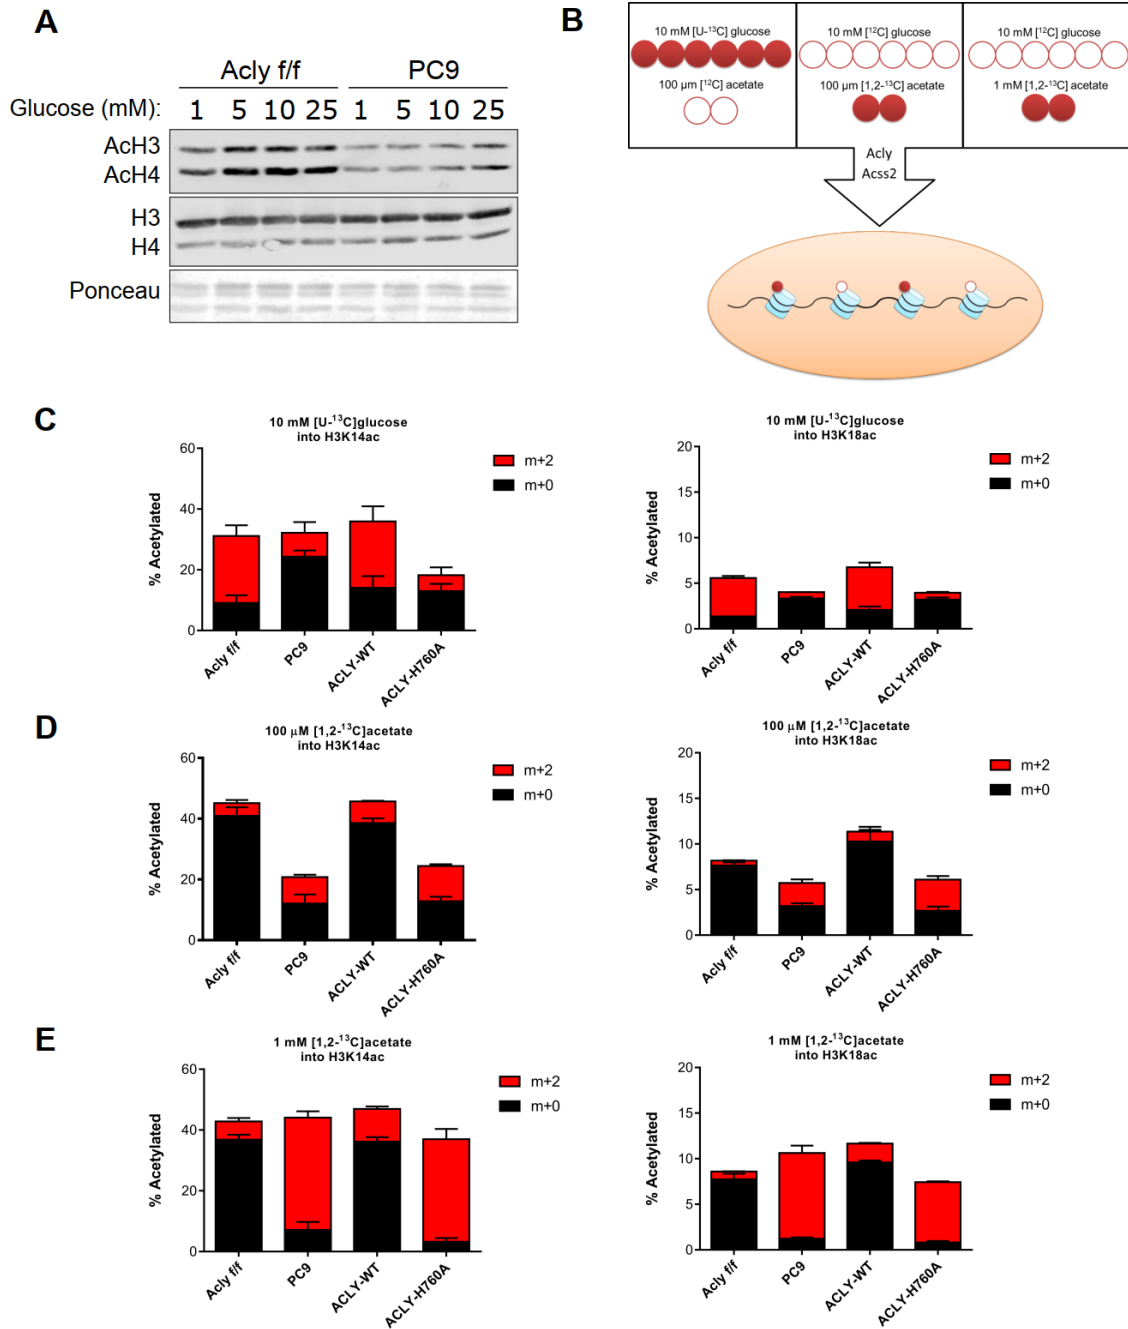 A
Acly f/f PC9
Glucose (mM): 1 5 10 25 1 5 10 25
AcH3
AcH4
H3
H4
Ponceau
B
10 mM [U-¹³C] glucose
100 µm [¹²C] acetate
10 mM [¹²C] glucose
100 µm [1,2-¹³C] acetate
10 mM [¹²C] glucose
1 mM [1,2-¹³C] acetate
Acly
Acss2
C
10 mM [U-¹³C]glucose
into H3K14ac
% Acetylated
60
40
20
0
Acly f/f
PC9
ACLY-WT
ACLY-H760A
m+2
m+0
10 mM [U-¹³C]glucose
into H3K18ac
% Acetylated
20
15
10
5
0
Acly f/f
PC9
ACLY-WT
ACLY-H760A
m+2
m+0
D
100 µM [1,2-¹³C]acetate
into H3K14ac
% Acetylated
60
40
20
0
Acly f/f
PC9
ACLY-WT
ACLY-H760A
m+2
m+0
100 µM [1,2-¹³C]acetate
into H3K18ac
% Acetylated
20
15
10
5
0
Acly f/f
PC9
ACLY-WT
ACLY-H760A
m+2
m+0
E
1 mM [1,2-¹³C]acetate
into H3K14ac
% Acetylated
60
40
20
0
Acly f/f
PC9
ACLY-WT
ACLY-H760A
m+2
m+0
1 mM [1,2-¹³C]acetate
into H3K18ac
% Acetylated
20
15
10
5
0
Acly f/f
PC9
ACLY-WT
ACLY-H760A
m+2
m+0